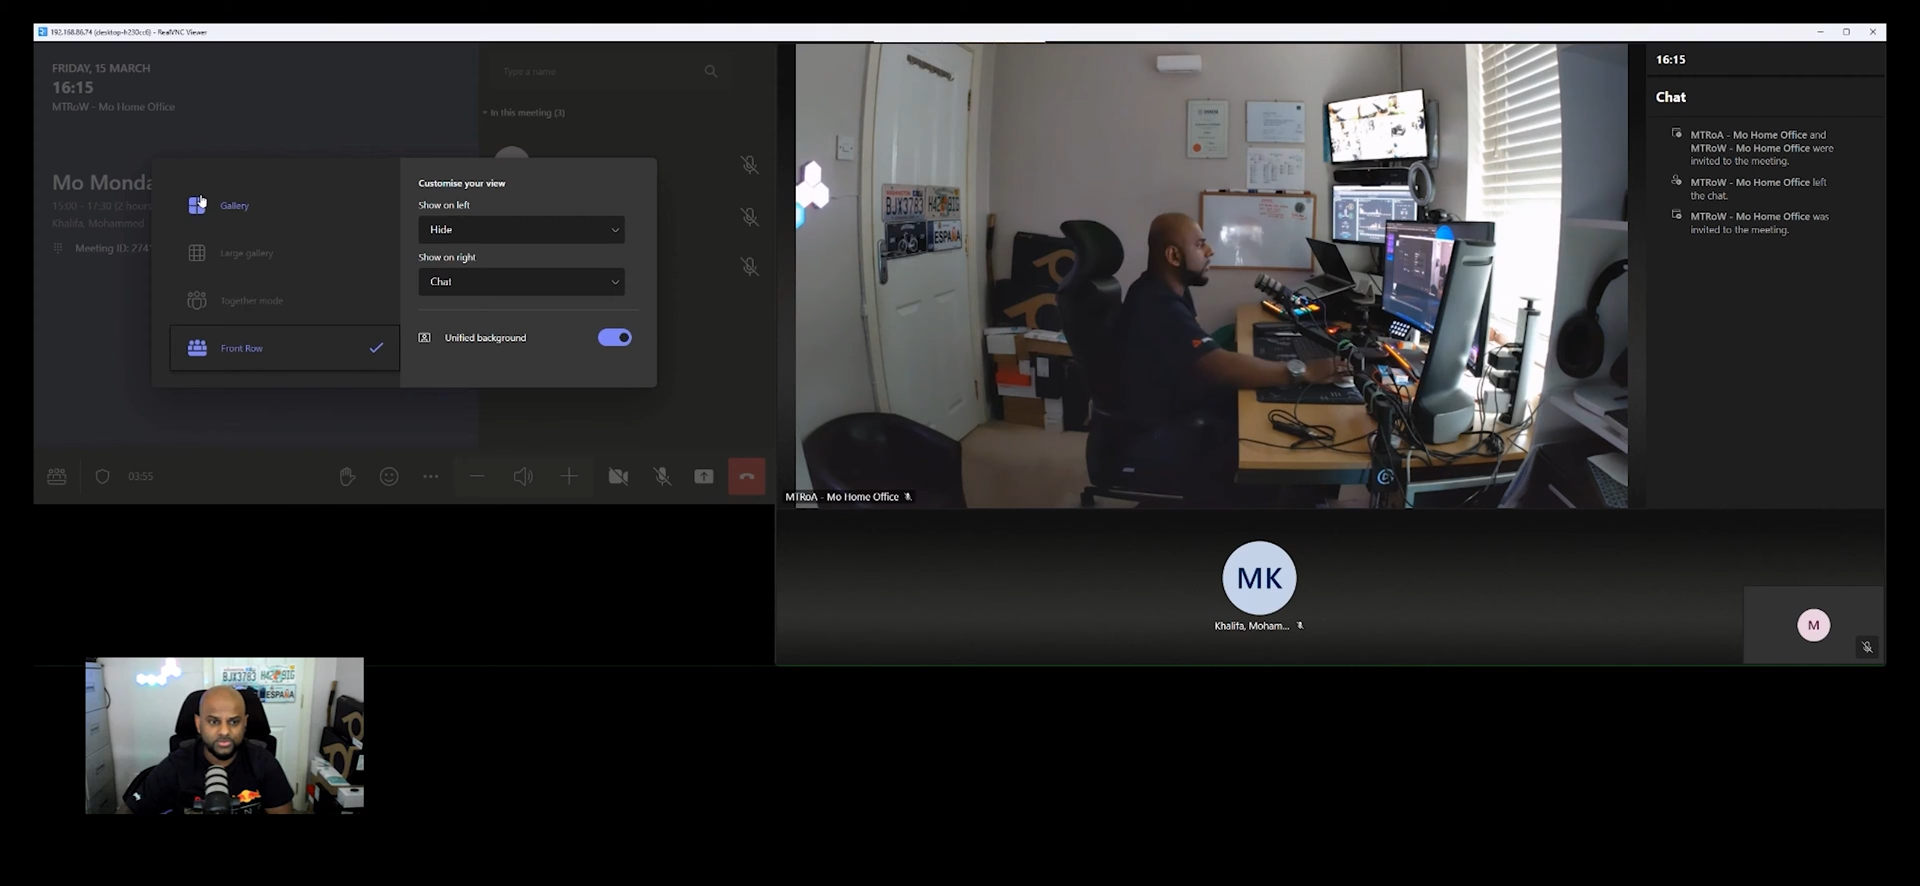 192.168.86.74 (desktop-h230cc6) - RealVNC Viewer
FRIDAY, 15 MARCH
16:15
MTRoW - Mo Home Office
Type a name
In this meeting (3)
Mo Monda
15:00 - 17:30 (2 hours
Khalifa, Mohammed
Meeting ID: 274
Gallery
Large gallery
Together mode
Front Row
Customise your view
Show on left
Hide
Show on right
Chat
Unified background
03:55
BJX3783
ESPAÑA
MTRoA - Mo Home Office
16:15
Chat
MTRoA - Mo Home Office and
MTRoW - Mo Home Office were
invited to the meeting.
MTRoW - Mo Home Office left
the chat.
MTRoW - Mo Home Office was
invited to the meeting.
MK
Khalifa, Moham...
M
BJX3783
ESPAÑA